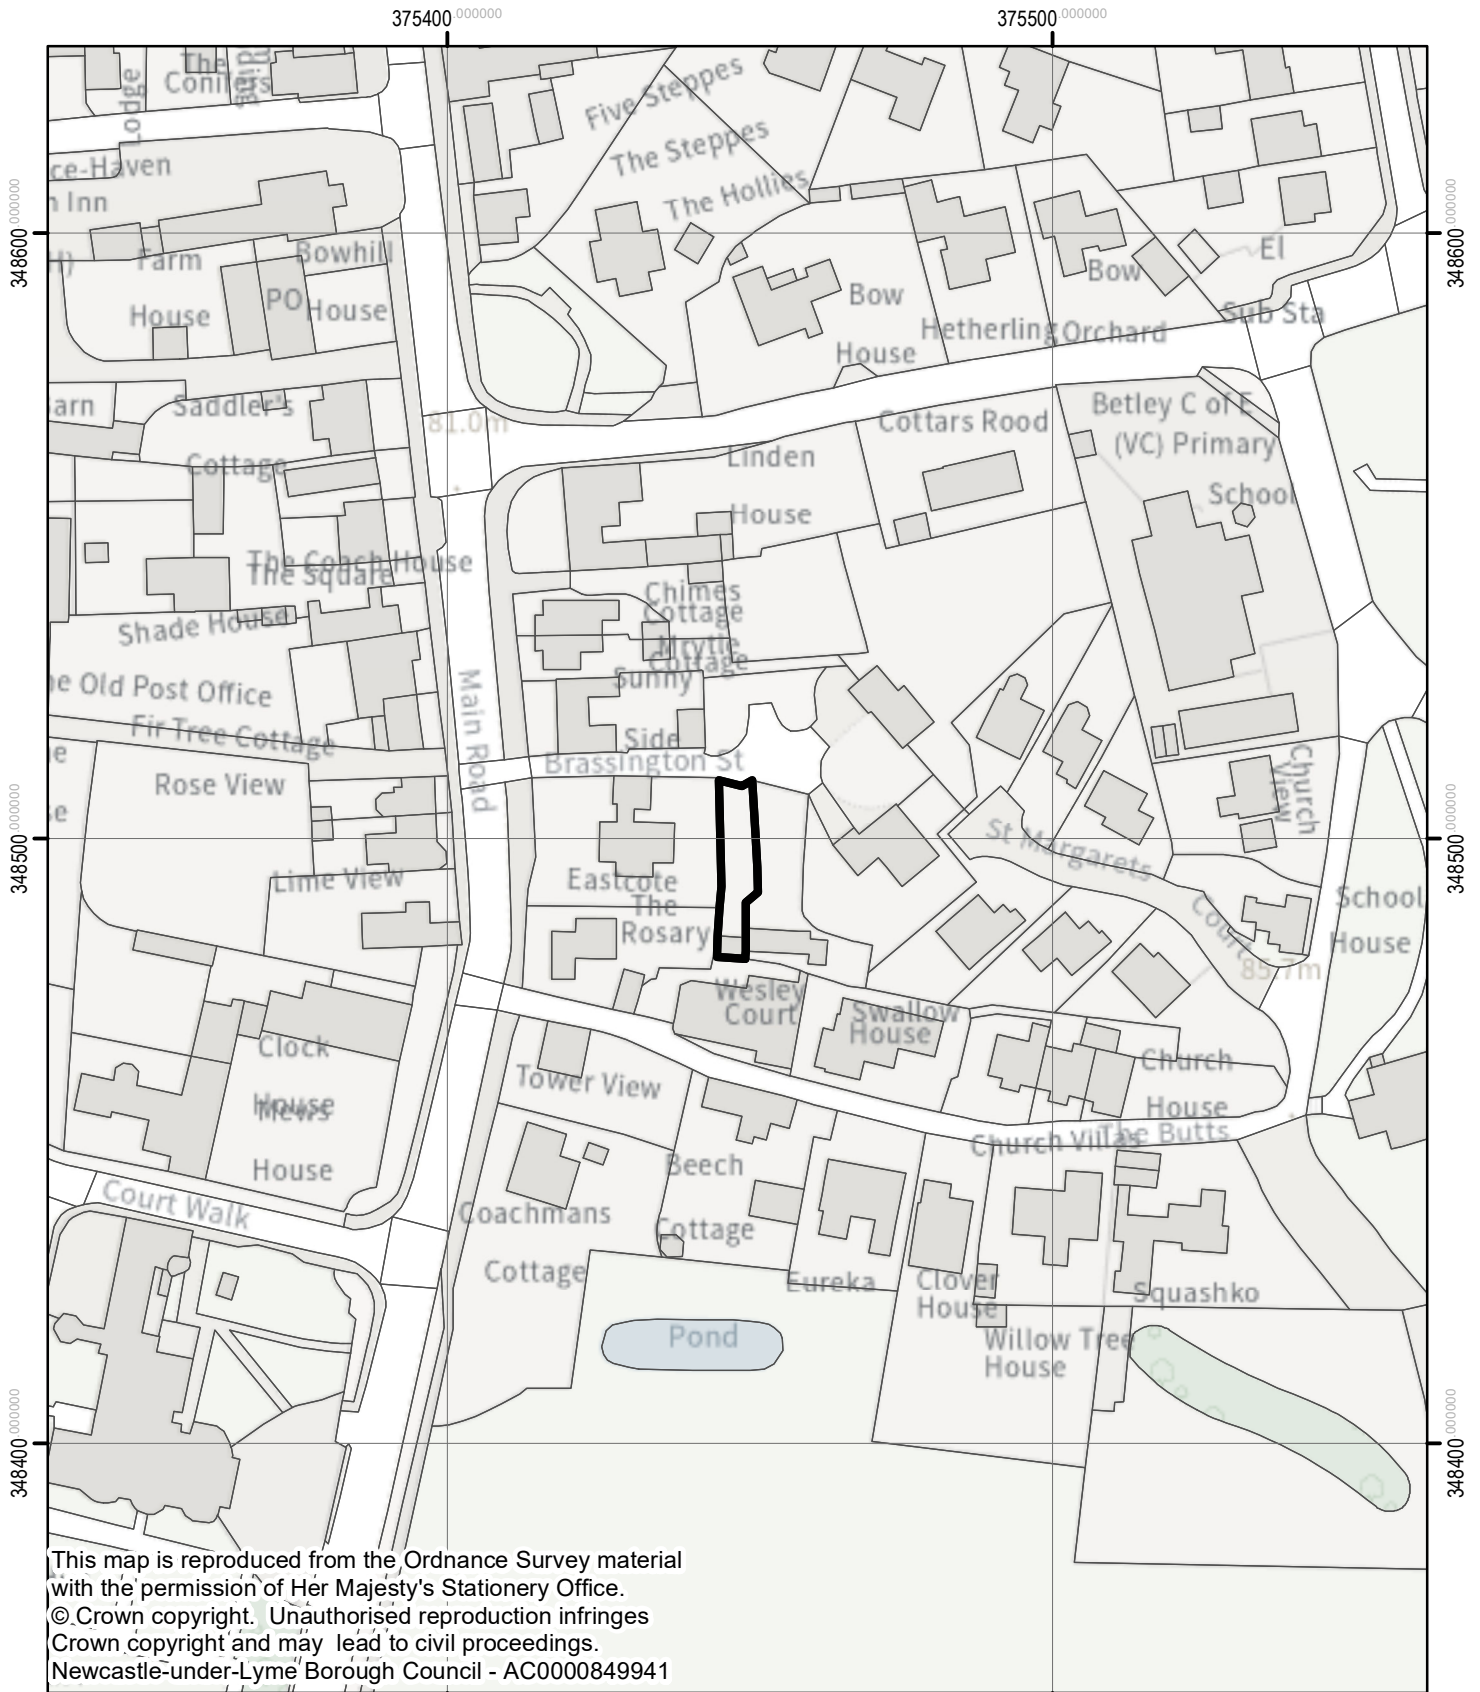 375400.000000
375500.000000
The
Conifers
Lodge
Five Steppes
The Steppes
The Hollies
ce-Haven
n Inn
348600.000000
348600.000000
H)
Farm
House
PO
Bowhill
House
Bow
House
Hetherling
Bow
Orchard
El
Sub Sta
Barn
Saddler's
Cottage
81.0m
Linden
House
Cottars Rood
Betley C of E
(VC) Primary
School
The Coach House
The Square
Shade House
Chimes
Cottage
Myrtle
Cottage
Sunny
Side
e Old Post Office
Fir Tree Cottage
Main Road
Brassington St
Rose View
Lime View
348500.000000
348500.000000
Eastcote
The
Rosary
St Margarets
Court
Church
View
School
House
85.7m
Wesley
Court
Swallow
House
Clock
House
Mews
House
Tower View
Church
House
Church Villas
The Butts
Court Walk
Beech
Cottage
Coachmans
Cottage
Eureka
Clover
House
Squashko
Pond
Willow Tree
House
348400.000000
348400.000000
This map is reproduced from the Ordnance Survey material
with the permission of Her Majesty's Stationery Office.
© Crown copyright.  Unauthorised reproduction infringes
Crown copyright and may  lead to civil proceedings.
Newcastle-under-Lyme Borough Council - AC0000849941